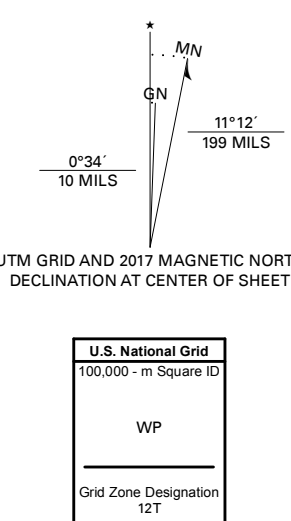 MN
GN
11°12´
199 MILS
0°34´
10 MILS
UTM GRID AND 2017 MAGNETIC NORT
DECLINATION AT CENTER OF SHEET
U.S. National Grid
100,000 - m Square ID
WP
Grid Zone Designation
12T